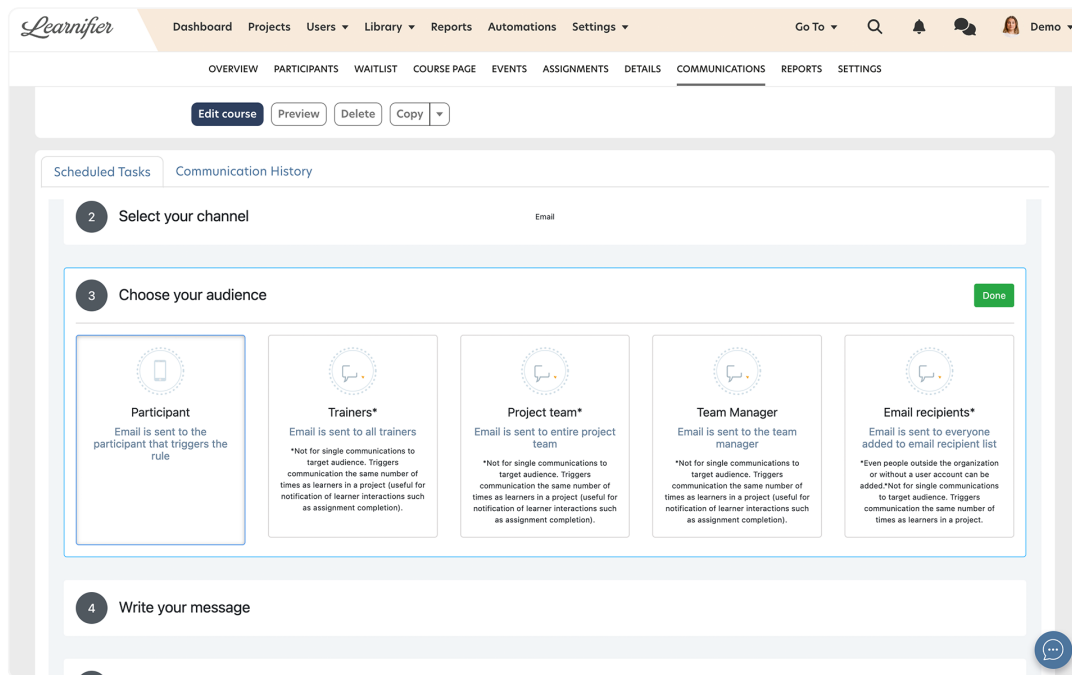 Learnifier
Dashboard Projects Users Library Reports Automations Settings Go To Demo
OVERVIEW PARTICIPANTS WAITLIST COURSE PAGE EVENTS ASSIGNMENTS DETAILS COMMUNICATIONS REPORTS SETTINGS
Edit course Preview Delete Copy
Scheduled Tasks Communication History
2 Select your channel Email
3 Choose your audience Done
Participant
Email is sent to the
participant that triggers the
rule
Trainers*
Email is sent to all trainers
*Not for single communications to
target audience. Triggers
communication the same number of
times as learners in a project (useful for
notification of learner interactions such
as assignment completion).
Project team*
Email is sent to entire project
team
*Not for single communications to
target audience. Triggers
communication the same number of
times as learners in a project (useful for
notification of learner interactions such
as assignment completion).
Team Manager
Email is sent to the team
manager
*Not for single communications to
target audience. Triggers
communication the same number of
times as learners in a project (useful for
notification of learner interactions such
as assignment completion).
Email recipients*
Email is sent to everyone
added to email recipient list
*Even people outside the organization
or without a user account can be
added.*Not for single communications
to target audience. Triggers
communication the same number of
times as learners in a project.
4 Write your message